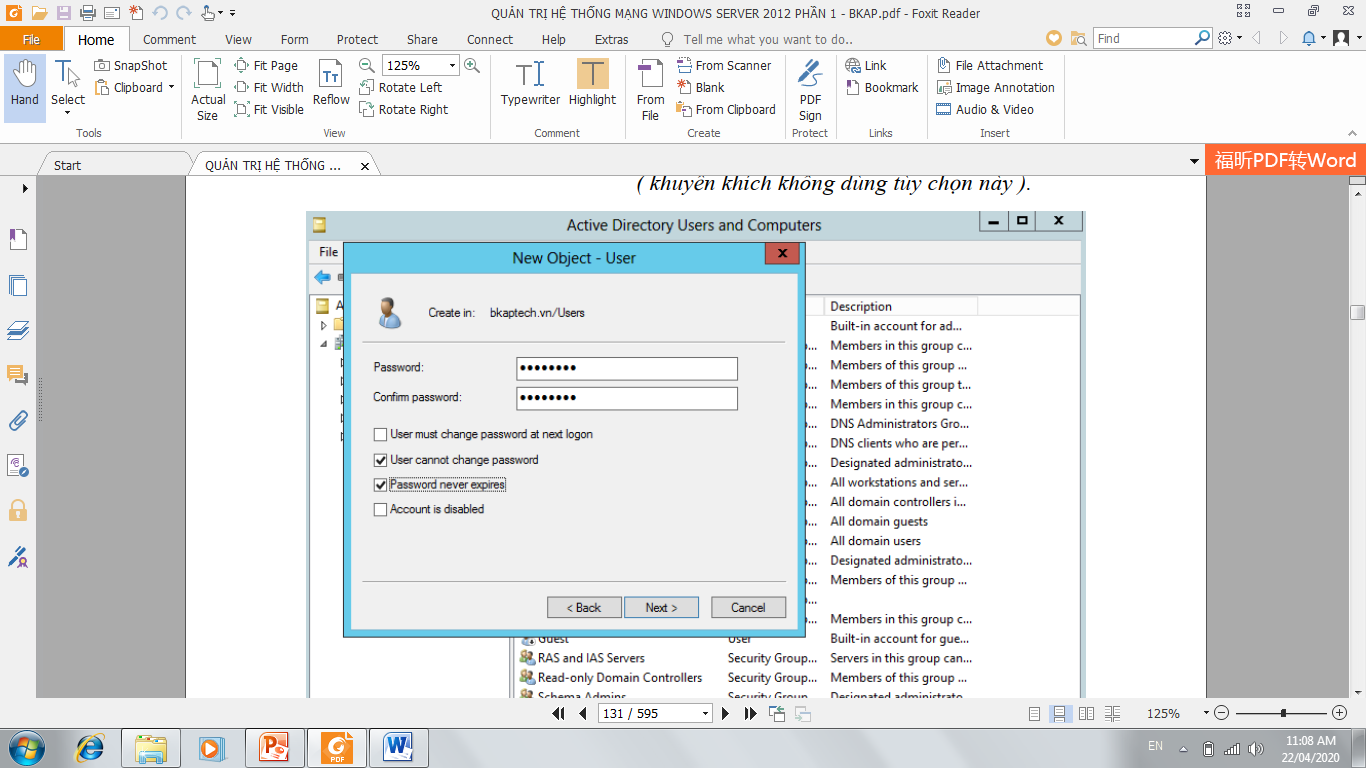 QUẢN TRỊ HỆ THỐNG MẠNG WINDOWS SERVER 2012 PHẦN 1 - BKAP.pdf - Foxit Reader
File Home Comment View Form Protect Share Connect Help Extras Tell me what you want to do.. Find
Hand
Select
SnapShot
Clipboard
Tools
Actual Size
Fit Page
Fit Width
Fit Visible
Reflow
125%
Rotate Left
Rotate Right
View
Typewriter
Highlight
Comment
From File
From Scanner
Blank
From Clipboard
Create
PDF Sign
Protect
Link
Bookmark
Links
File Attachment
Image Annotation
Audio & Video
Insert
Start
QUẢN TRỊ HỆ THỐNG ...
福昕PDF转Word
( khuyến khích không dùng tùy chọn này ).
Active Directory Users and Computers
File
New Object - User
Create in: bkaptech.vn/Users
Password:
Confirm password:
User must change password at next logon
User cannot change password
Password never expires
Account is disabled
< Back
Next >
Cancel
Description
Built-in account for ad...
Members in this group c...
Members of this group ...
Members of this group t...
Members in this group c...
DNS Administrators Gro...
DNS clients who are per...
Designated administrato...
All workstations and ser...
All domain controllers i...
All domain guests
All domain users
Designated administrato...
Members of this group ...
Members in this group c...
Guest User Built-in account for gue...
RAS and IAS Servers Security Group... Servers in this group can...
Read-only Domain Controllers Security Group... Members of this group ...
Schema Admins Security Group... Designated administrato...
131 / 595
125%
EN
11:08 AM
22/04/2020